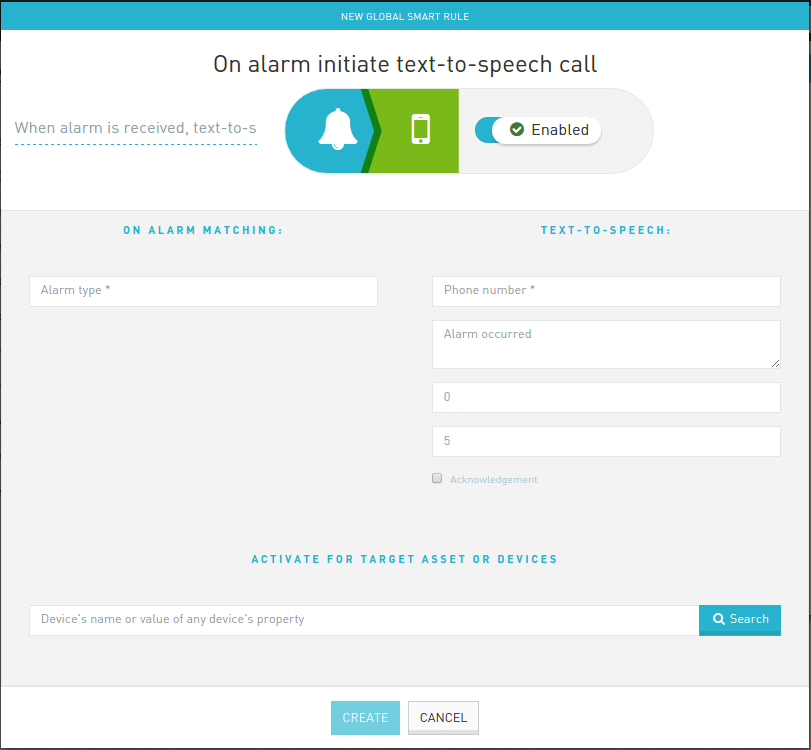 NEW GLOBAL SMART RULE
On alarm initiate text-to-speech call
When alarm is received, text-to-s
Enabled
ON ALARM MATCHING:
TEXT-TO-SPEECH:
Alarm type *
Phone number *
Alarm occurred
0
5
Acknowledgement
ACTIVATE FOR TARGET ASSET OR DEVICES
Device's name or value of any device's property
Search
CREATE
CANCEL